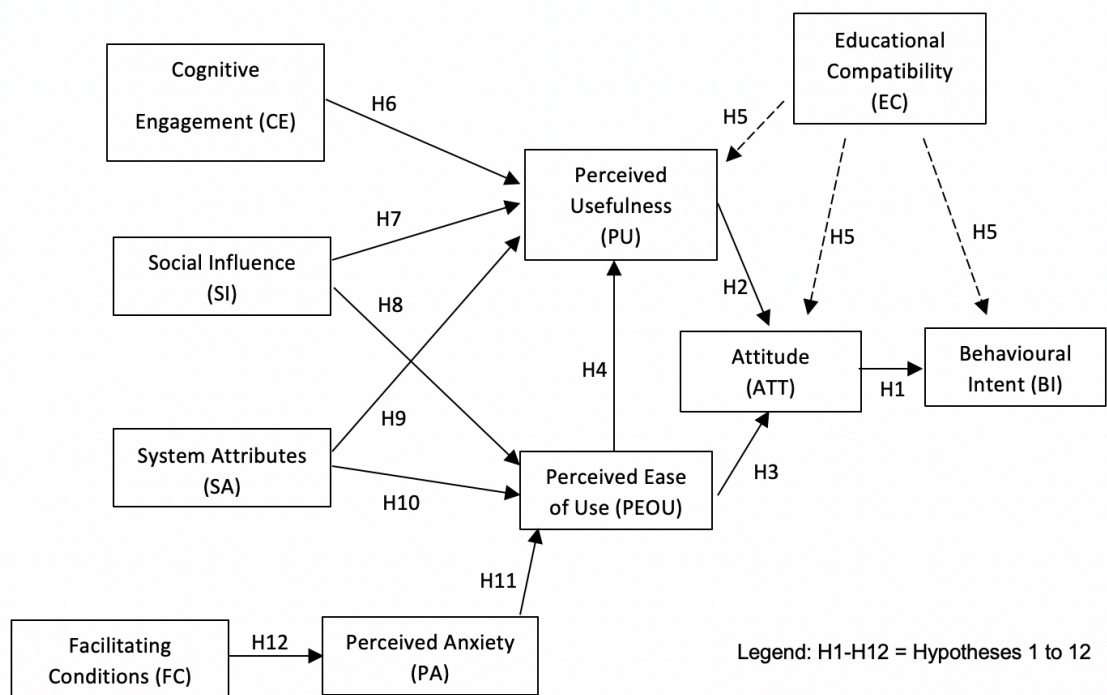 Cognitive
Engagement (CE)
H6
Educational
Compatibility
(EC)
H5
Perceived
Usefulness
(PU)
H7
Social Influence
(SI)
H5
H5
H8
H2
H4
Attitude
(ATT)
H1
Behavioural
Intent (BI)
H9
System Attributes
(SA)
H10
Perceived Ease
of Use (PEOU)
H3
H11
Facilitating
Conditions (FC)
H12
Perceived Anxiety
(PA)
Legend: H1-H12 = Hypotheses 1 to 12